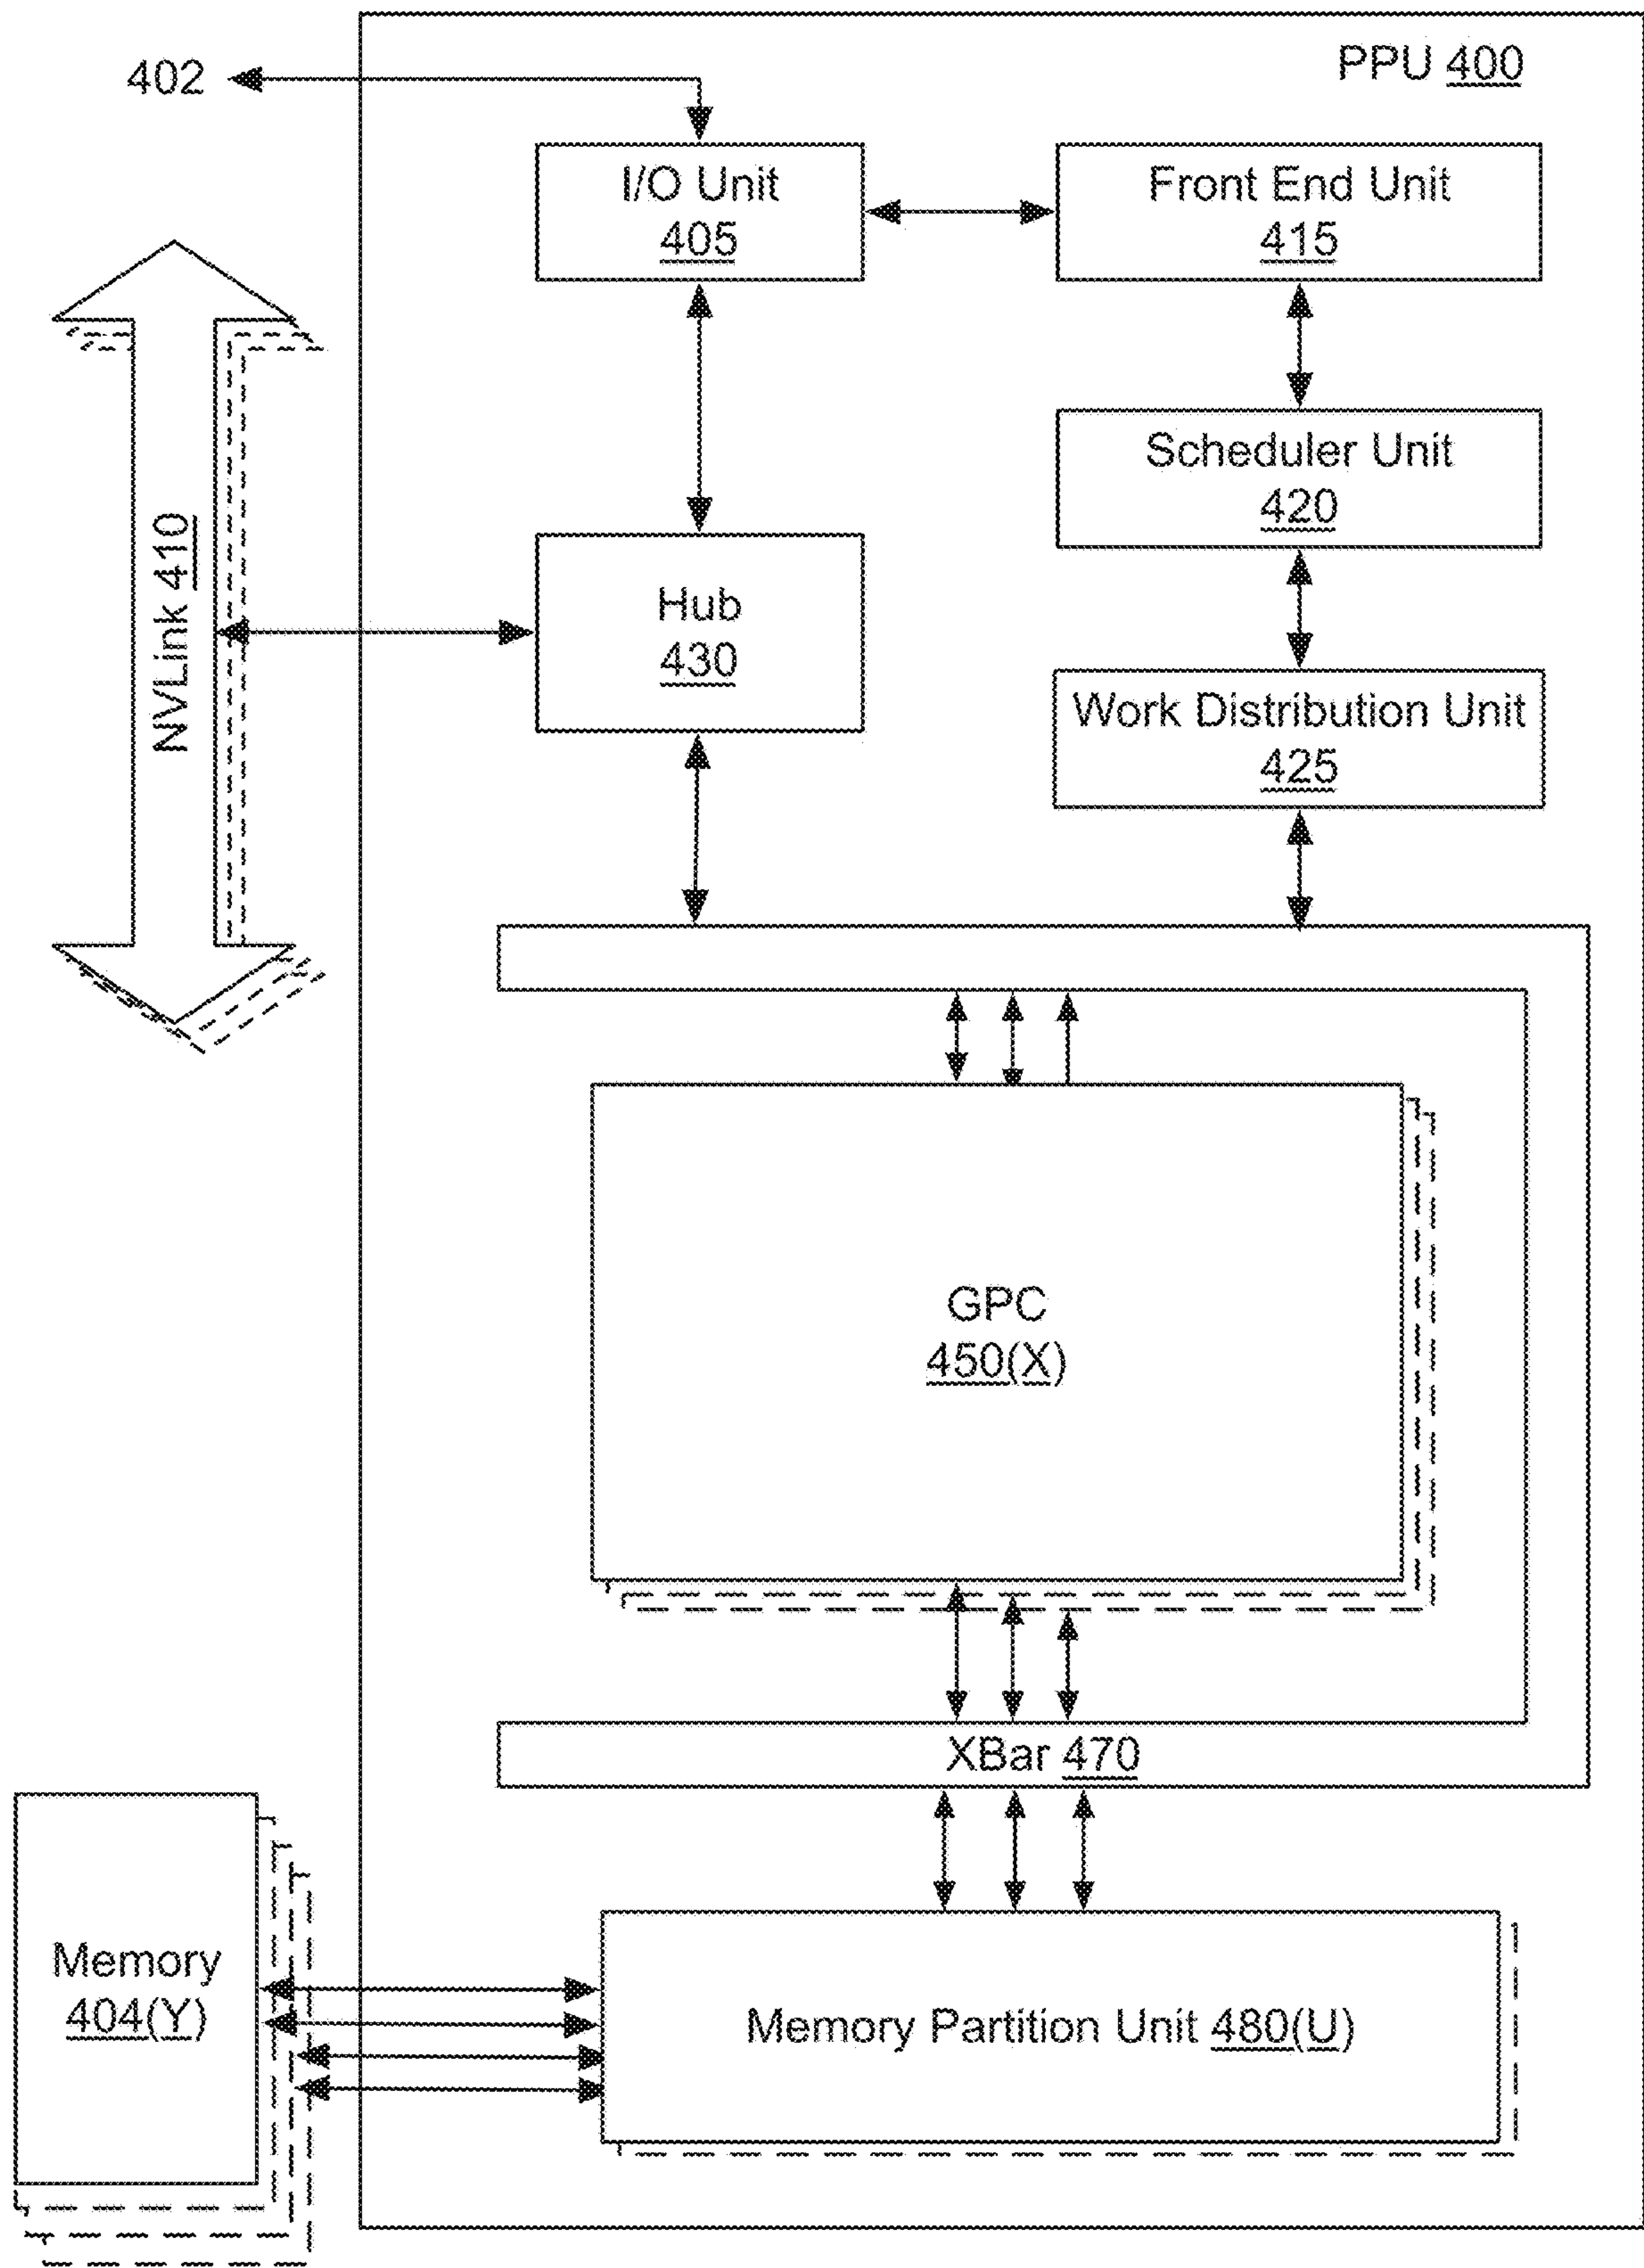 PPU 400
402
I/O Unit
405
Front End Unit
415
Scheduler Unit
420
NVLink 410
Hub
430
Work Distribution Unit
425
GPC
450(X)
XBar 470
Memory
404(Y)
Memory Partition Unit 480(U)